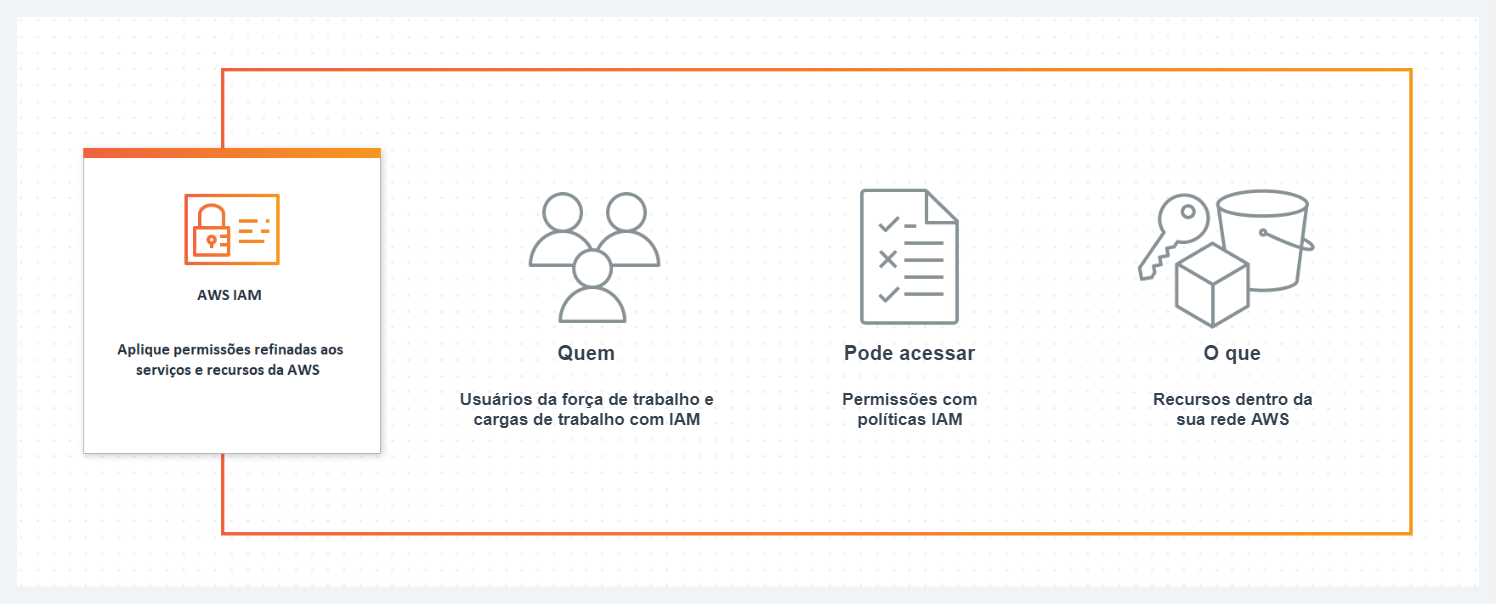 AWS IAM
Aplique permissões refinadas aos
serviços e recursos da AWS
Quem
Usuários da força de trabalho e
cargas de trabalho com IAM
Pode acessar
Permissões com
políticas IAM
O que
Recursos dentro da
sua rede AWS